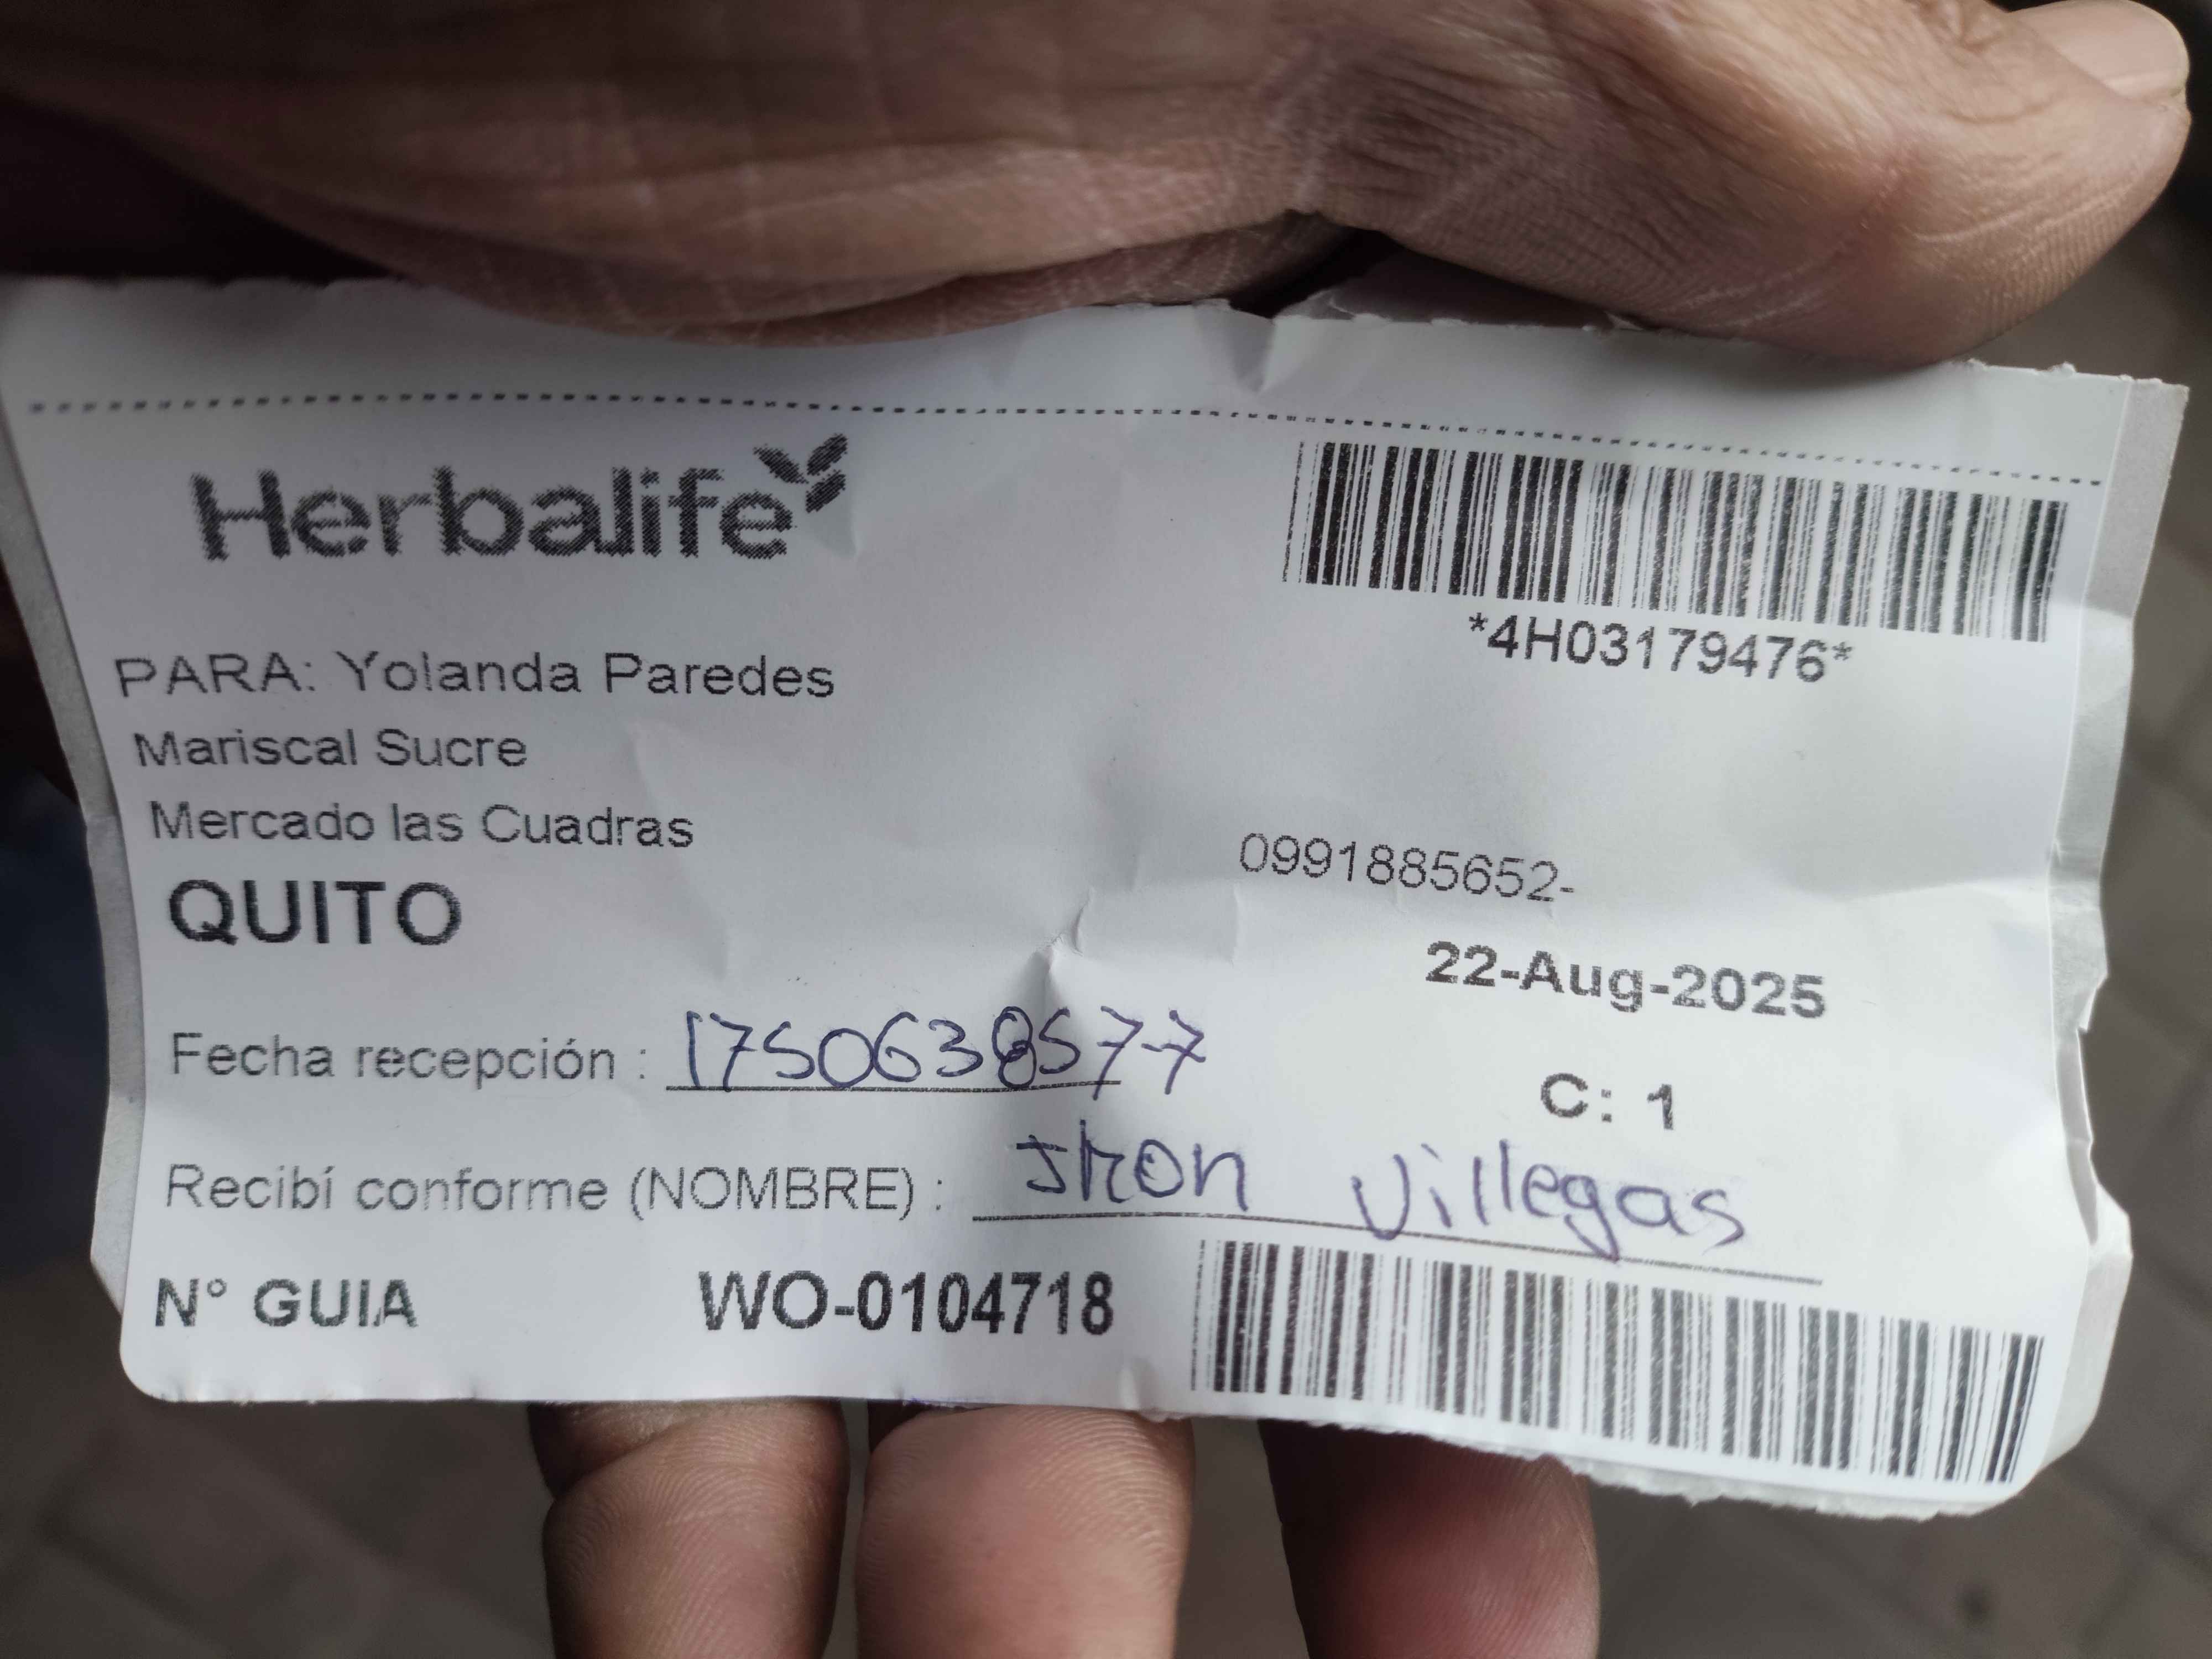 Herbalife
*4H03179476*
PARA: Yolanda Paredes
Mariscal Sucre
Mercado las Cuadras
0991885652-
QUITO
22-Aug-2025
Fecha recepción : 1750638577
C: 1
Recibí conforme (NOMBRE) : Jhon Villegas
N° GUIA WO-0104718